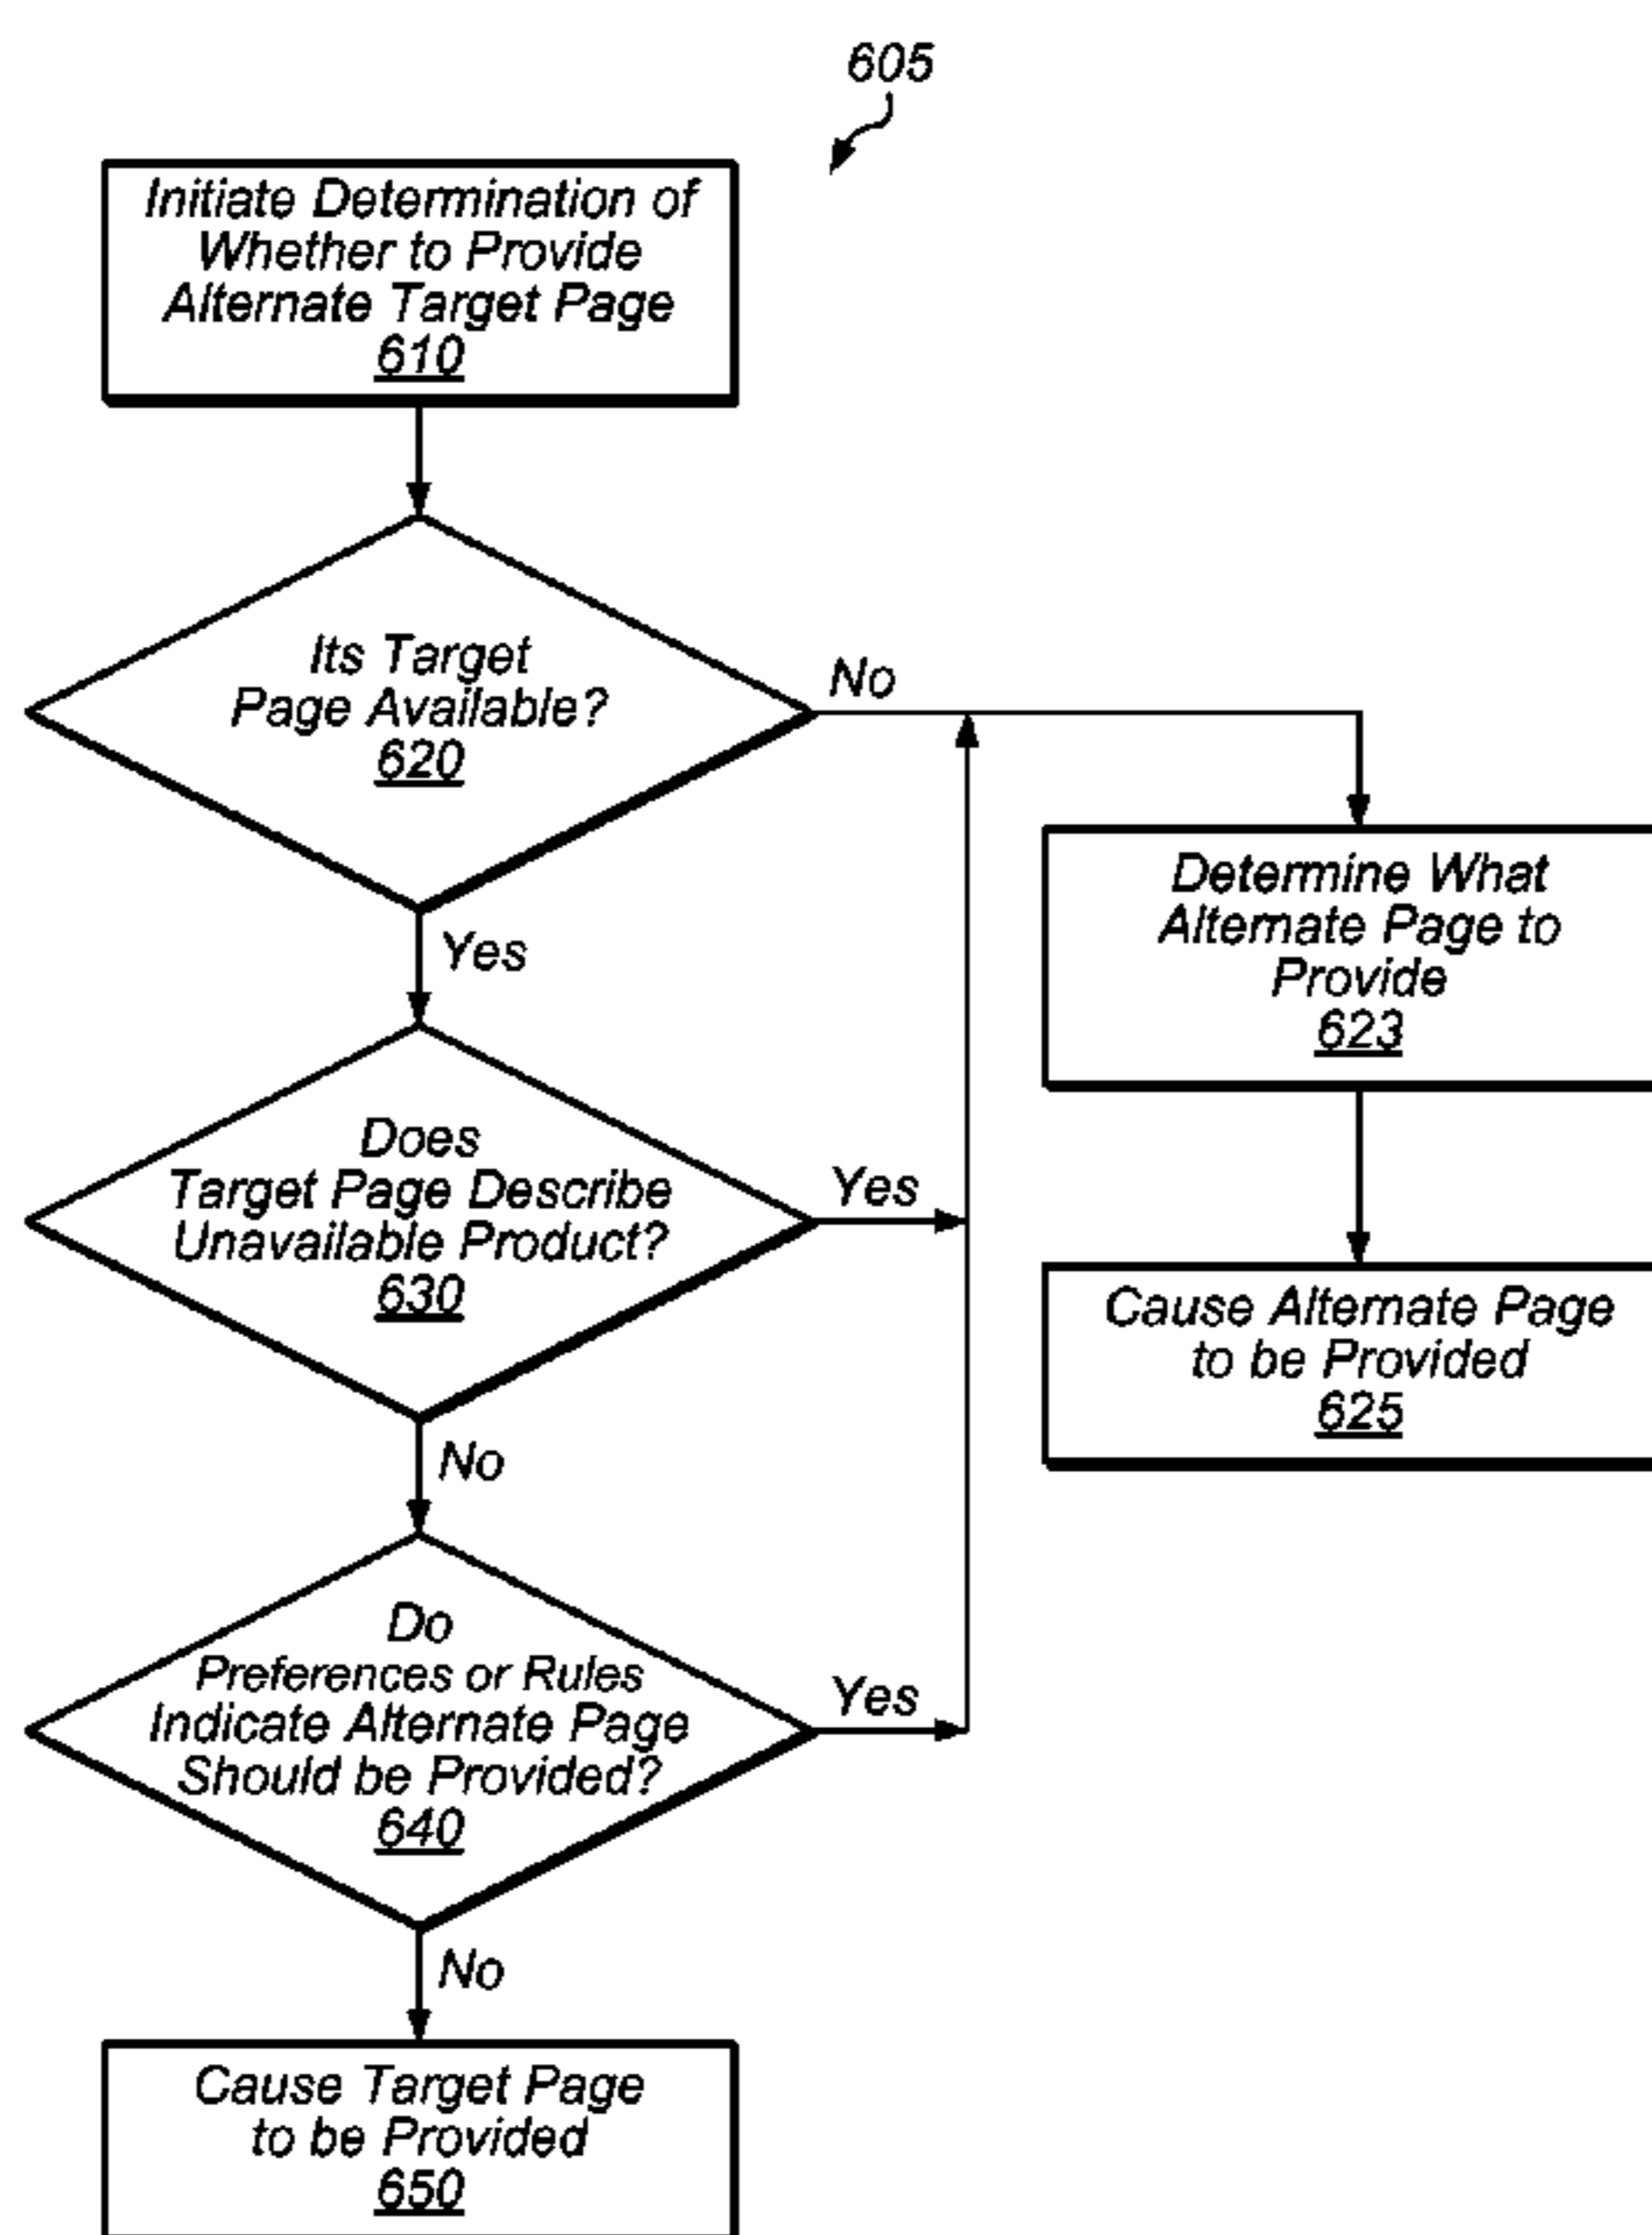 605
Initiate Determination of
Whether to Provide
Alternate Target Page
610
Its Target
Page Available?
620
No
Yes
Determine What
Alternate Page to
Provide
623
Does
Target Page Describe
Unavailable Product?
630
Yes
No
Cause Alternate Page
to be Provided
625
Do
Preferences or Rules
Indicate Alternate Page
Should be Provided?
640
Yes
No
Cause Target Page
to be Provided
650